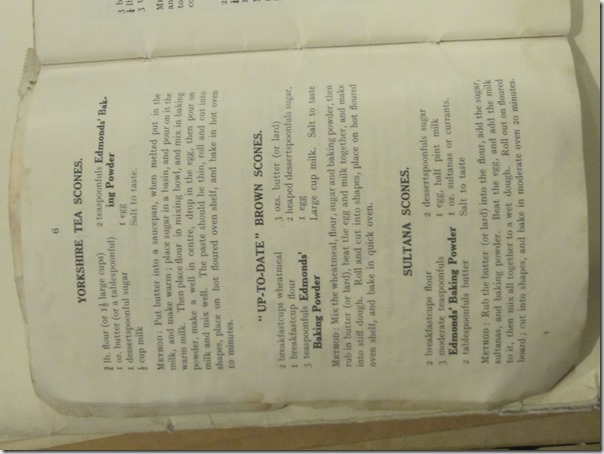 6
YORKSHIRE TEA SCONES.
¾ lb. flour (or 1½ large cups)
1 oz. butter (or a tablespoonful)
1 dessertspoonful sugar
½ cup milk
2 teaspoonfuls Edmonds' Bak-
ing Powder
1 egg
Salt to taste.
METHOD: Put butter into a saucepan, when melted put in the
milk, and make warm; place sugar in a basin, and pour on it the
warm milk. Then place flour in mixing bowl, and mix in baking
powder, make a well in centre, drop in the egg, then pour on
milk and mix well. The paste should be thin, roll and cut into
shapes, place on hot floured oven shelf, and bake in hot oven
10 minutes.
"UP-TO-DATE" BROWN SCONES.
2 breakfastcups wheatmeal
1 breakfastcup flour
3 teaspoonfuls Edmonds'
Baking Powder
3 ozs. butter (or lard)
2 heaped dessertspoonfuls sugar,
1 egg
Large cup milk. Salt to taste
METHOD: Mix the wheatmeal, flour, sugar and baking powder, then
rub in butter (or lard), beat the egg and milk together, and make
into stiff dough. Roll and cut into shapes, place on hot floured
oven shelf, and bake in quick oven.
SULTANA SCONES.
2 breakfastcups flour
3 moderate teaspoonfuls
Edmonds' Baking Powder
2 tablespoonfuls butter
2 dessertspoonfuls sugar
1 egg, half pint milk
1 oz. sultanas or currants.
Salt to taste
METHOD: Rub the butter (or lard) into the flour, add the sugar,
sultanas, and baking powder. Beat the egg, and add the milk
to it, then mix all together to a wet dough. Roll out on floured
board; cut into shapes, and bake in moderate oven 20 minutes.